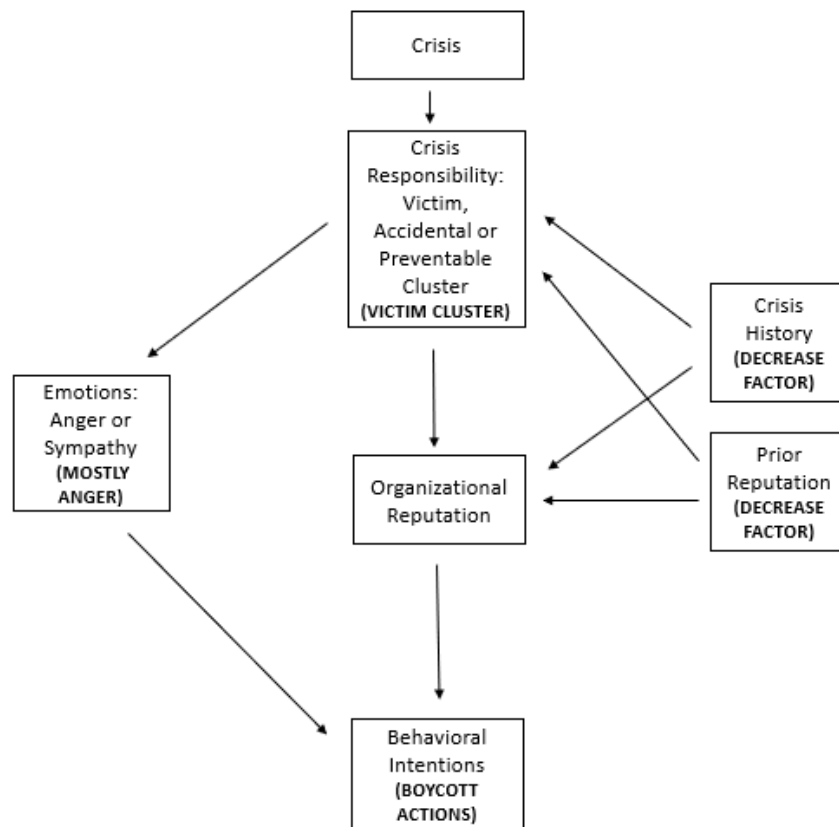 Crisis
Crisis
Responsibility:
Victim,
Accidental or
Preventable
Cluster
(VICTIM CLUSTER)
Crisis
History
(DECREASE
FACTOR)
Emotions:
Anger or
Sympathy
(MOSTLY
ANGER)
Organizational
Reputation
Prior
Reputation
(DECREASE
FACTOR)
Behavioral
Intentions
(BOYCOTT
ACTIONS)